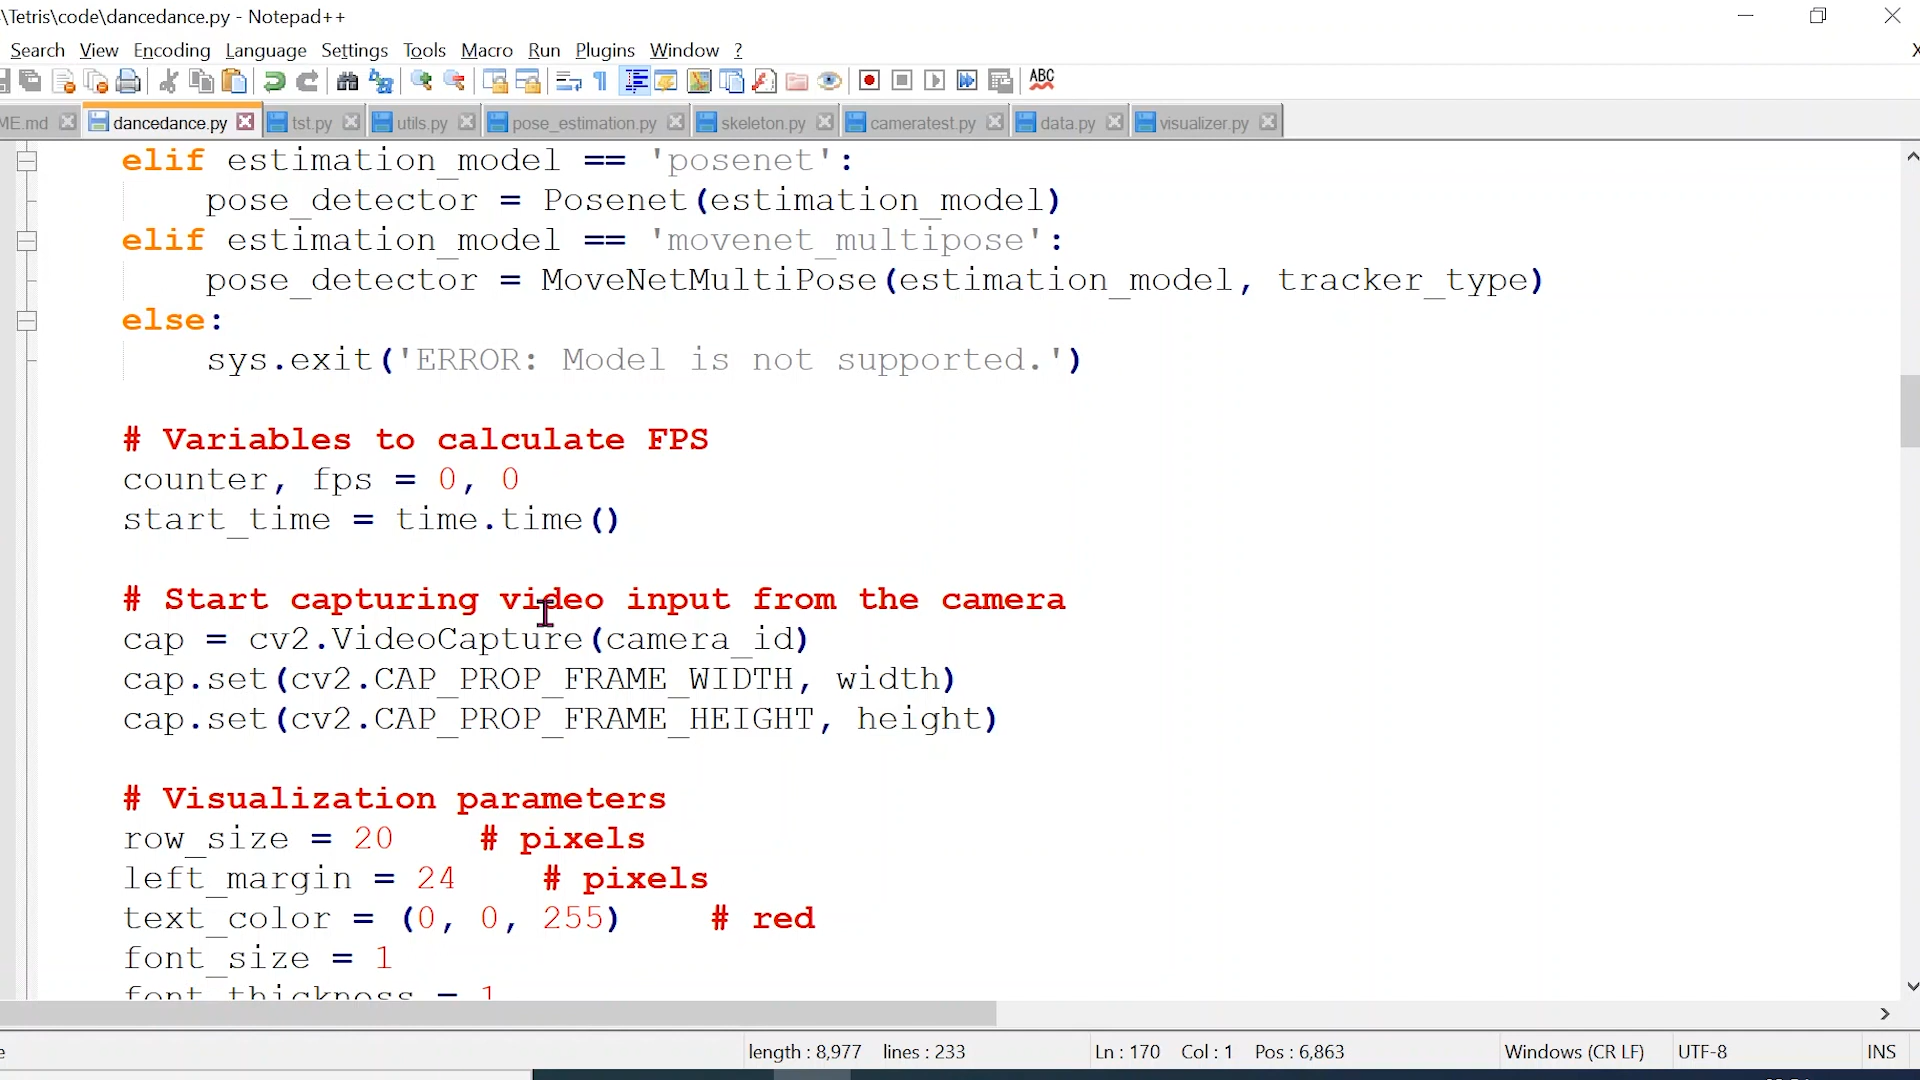 \Tetris\code\dancedance.py - Notepad++
Search View Encoding Language Settings Tools Macro Run Plugins Window ? X
ABC
ME.md dancedance.py tst.py utils.py pose_estimation.py skeleton.py cameratest.py data.py visualizer.py
elif estimation_model == 'posenet':
pose_detector = Posenet(estimation_model)
elif estimation_model == 'movenet_multipose':
pose_detector = MoveNetMultiPose(estimation_model, tracker_type)
else:
sys.exit('ERROR: Model is not supported.')
# Variables to calculate FPS
counter, fps = 0, 0
start_time = time.time()
# Start capturing video input from the camera
cap = cv2.VideoCapture(camera_id)
cap.set(cv2.CAP_PROP_FRAME_WIDTH, width)
cap.set(cv2.CAP_PROP_FRAME_HEIGHT, height)
# Visualization parameters
row_size = 20 # pixels
left_margin = 24 # pixels
text_color = (0, 0, 255) # red
font_size = 1
font_thickness = 1
e length : 8,977 lines : 233 Ln : 170 Col : 1 Pos : 6,863 Windows (CR LF) UTF-8 INS